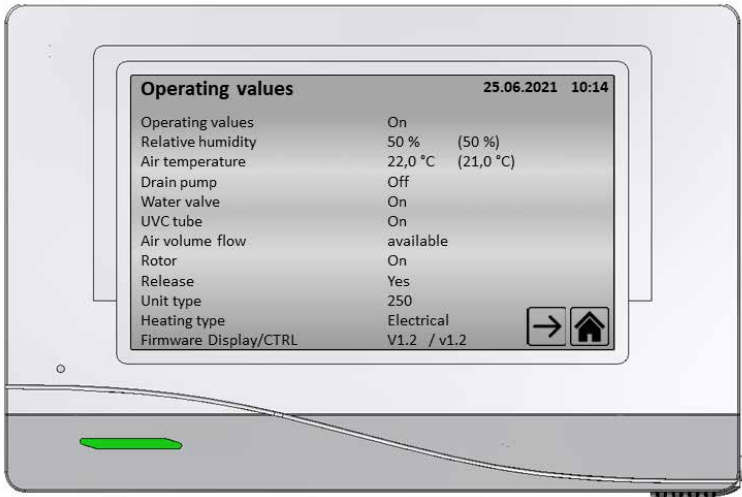 Operating values 25.06.2021 10:14
Operating values On
Relative humidity 50 % (50 %)
Air temperature 22,0 °C (21,0 °C)
Drain pump Off
Water valve On
UVC tube On
Air volume flow available
Rotor On
Release Yes
Unit type 250
Heating type Electrical
Firmware Display/CTRL V1.2 / v1.2